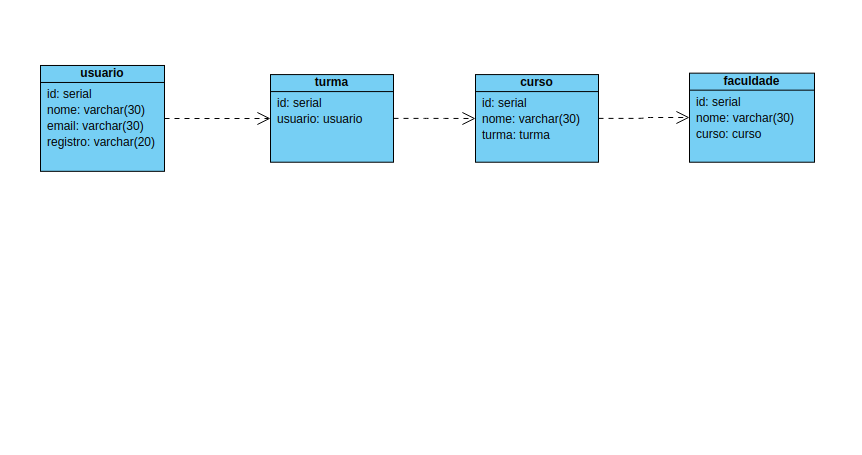 usuario
id: serial
nome: varchar(30)
email: varchar(30)
registro: varchar(20)
turma
id: serial
usuario: usuario
curso
id: serial
nome: varchar(30)
turma: turma
faculdade
id: serial
nome: varchar(30)
curso: curso